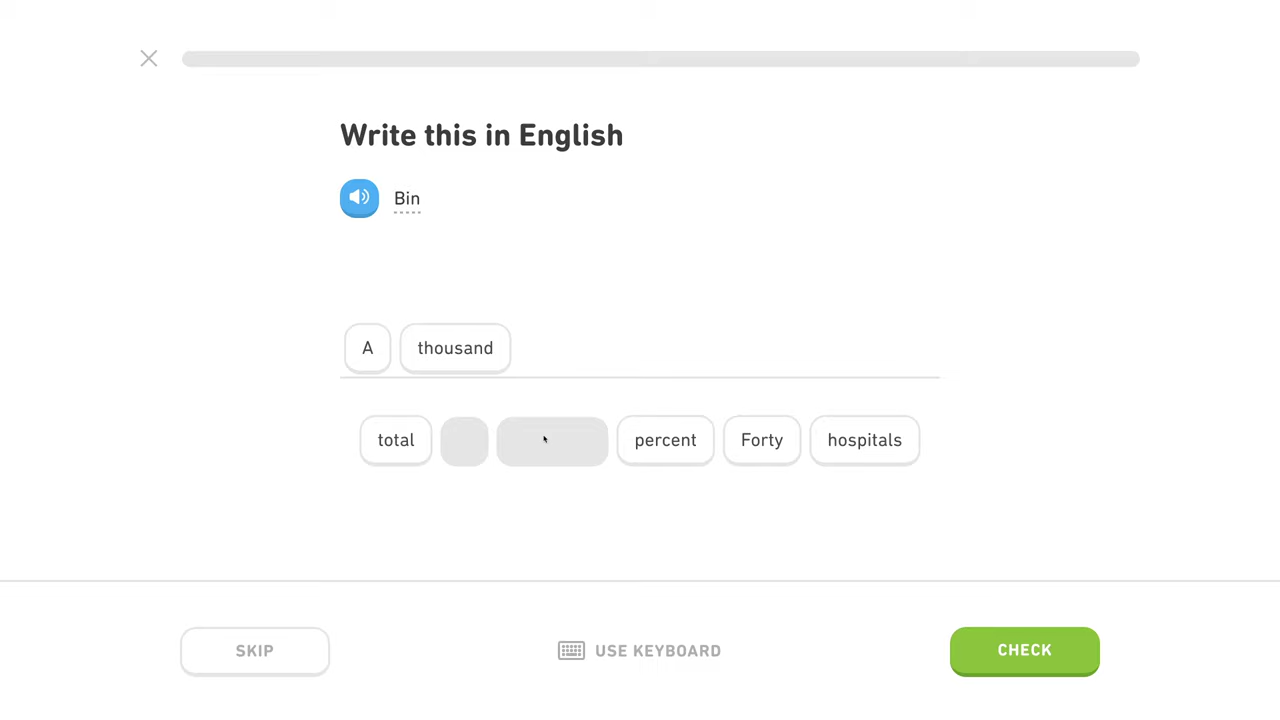 Write this in English
Bin
A thousand
total percent Forty hospitals
SKIP USE KEYBOARD CHECK